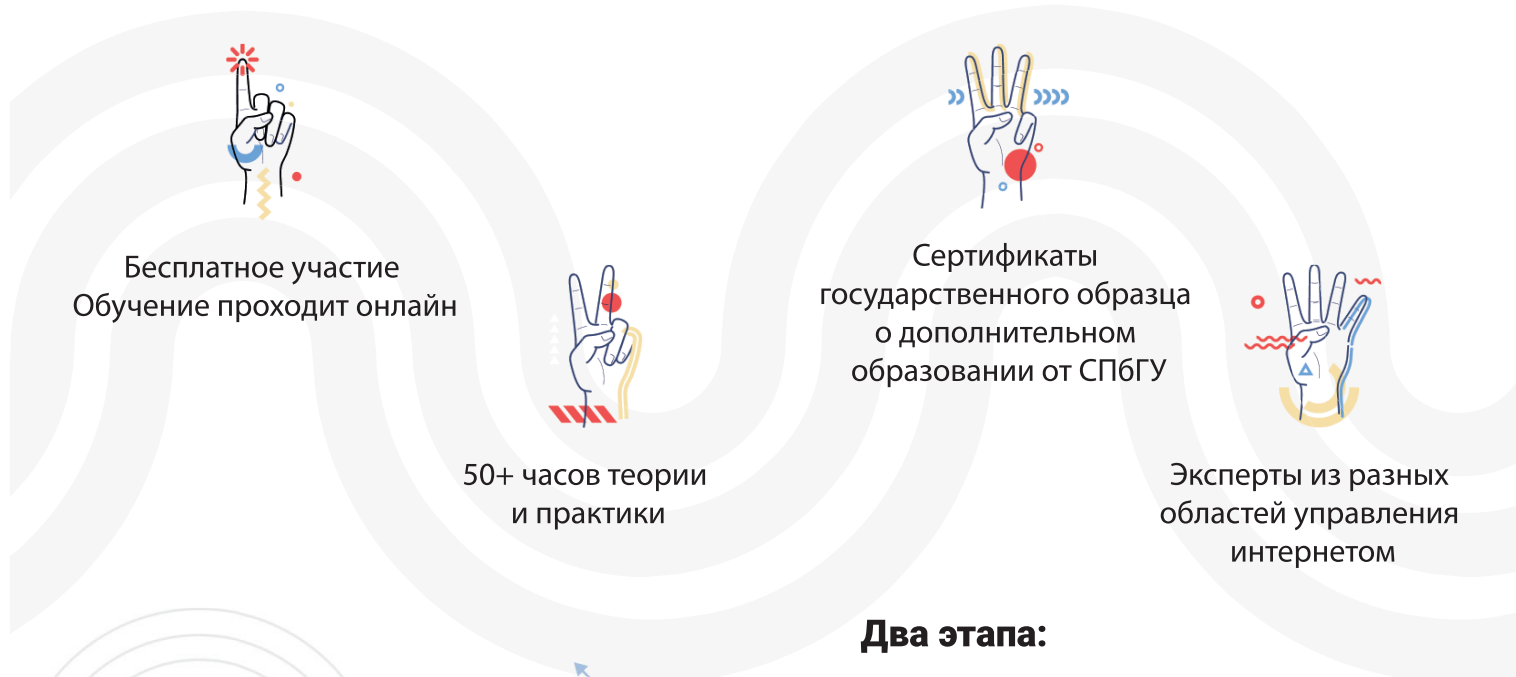 Бесплатное участие
Обучение проходит онлайн
50+ часов теории
и практики
Сертификаты
государственного образца
о дополнительном
образовании от СПбГУ
Эксперты из разных
областей управления
интернетом
Два этапа: